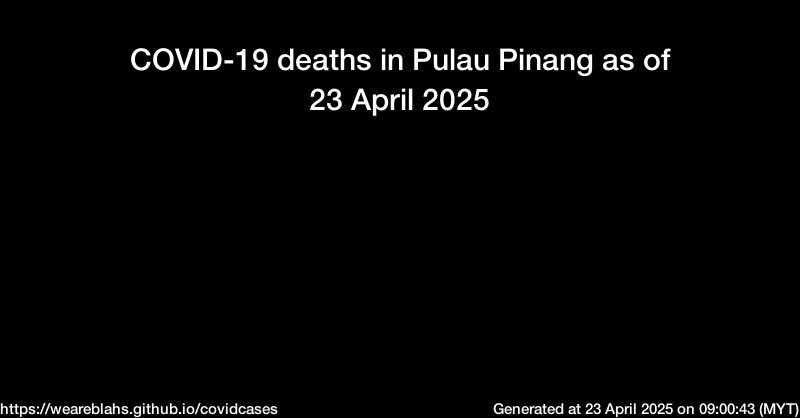 COVID-19 deaths in Pulau Pinang as of
23 April 2025
https://weareblahs.github.io/covidcases
Generated at 23 April 2025 on 09:00:43 (MYT)